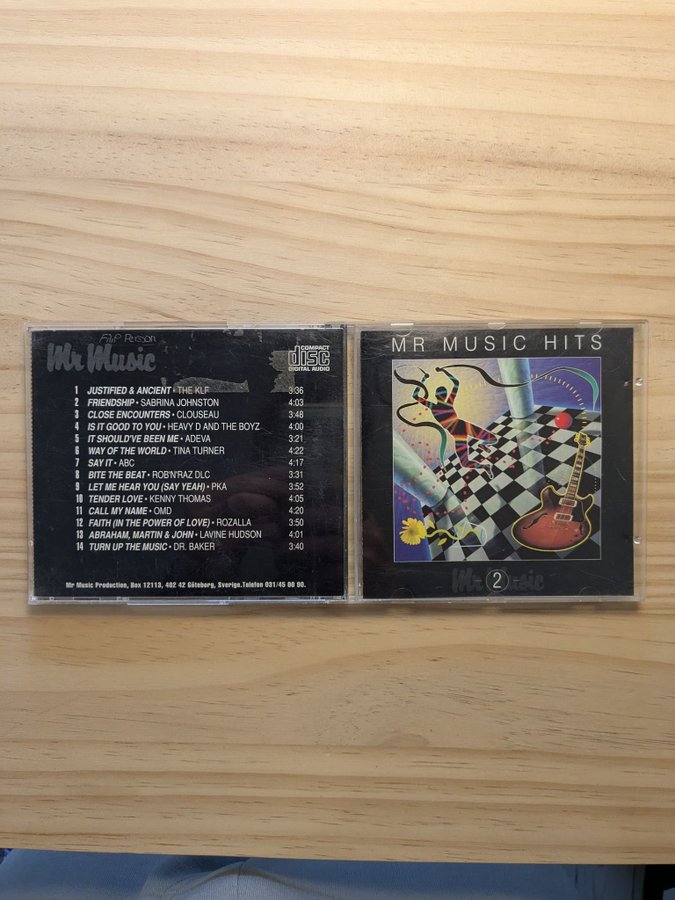 Filip Persson
Mr Music
COMPACT
disc
DIGITAL AUDIO
1 JUSTIFIED & ANCIENT • THE KLF 3:36
2 FRIENDSHIP • SABRINA JOHNSTON 4:03
3 CLOSE ENCOUNTERS • CLOUSEAU 3:48
4 IS IT GOOD TO YOU • HEAVY D AND THE BOYZ 4:00
5 IT SHOULD'VE BEEN ME • ADEVA 3:21
6 WAY OF THE WORLD • TINA TURNER 4:22
7 SAY IT • ABC 4:17
8 BITE THE BEAT • ROB'N'RAZ DLC 3:31
9 LET ME HEAR YOU (SAY YEAH) • PKA 3:52
10 TENDER LOVE • KENNY THOMAS 4:05
11 CALL MY NAME • OMD 4:20
12 FAITH (IN THE POWER OF LOVE) • ROZALLA 3:50
13 ABRAHAM, MARTIN & JOHN • LAVINE HUDSON 4:01
14 TURN UP THE MUSIC • DR. BAKER 3:40
Mr Music Production, Box 12113, 402 42 Göteborg, Sverige.Telefon 031/45 00 90.
MR MUSIC HITS
Mr Music
2